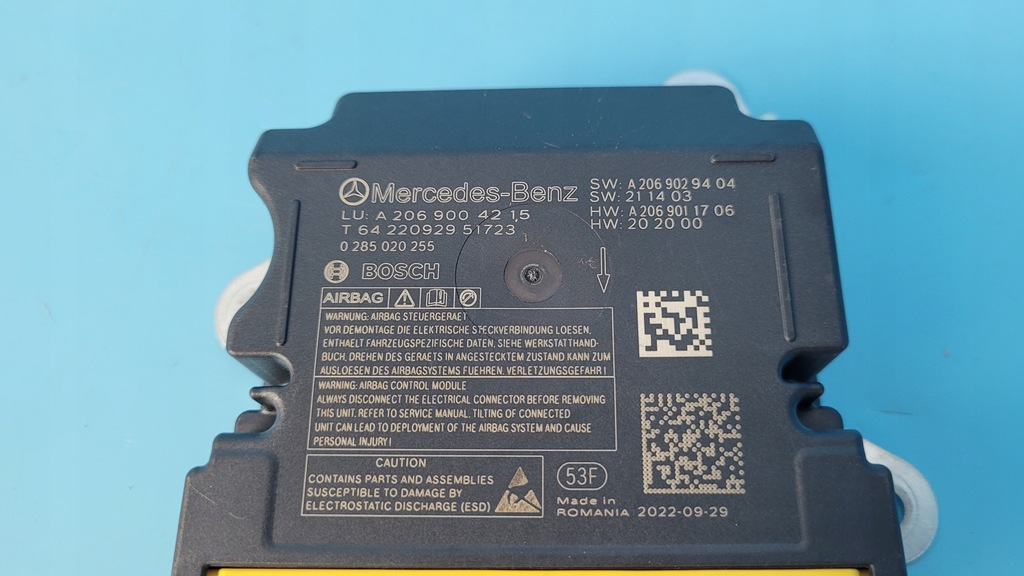 Mercedes-Benz
LU: A 206 900 42 15
T 64 220929 51723
0 285 020 255
SW: A 206 902 94 04
SW: 21 14 03
HW: A 206 901 17 06
HW: 20 20 00
BOSCH
AIRBAG
WARNUNG: AIRBAG STEUERGERAET
VOR DEMONTAGE DIE ELEKTRISCHE STECKVERBINDUNG LOESEN.
ENTHAELT FAHRZEUGSPEZIFISCHE DATEN, SIEHE WERKSTATTHAND-
BUCH, DREHEN DES GERAETS IN ANGESTECKTEM ZUSTAND KANN ZUM
AUSLOESEN DES AIRBAGSYSTEMS FUEHREN. VERLETZUNGSGEFAHR!
WARNING: AIRBAG CONTROL MODULE
ALWAYS DISCONNECT THE ELECTRICAL CONNECTOR BEFORE REMOVING
THIS UNIT. REFER TO SERVICE MANUAL. TILTING OF CONNECTED
UNIT CAN LEAD TO DEPLOYMENT OF THE AIRBAG SYSTEM AND CAUSE
PERSONAL INJURY!
CAUTION
CONTAINS PARTS AND ASSEMBLIES
SUSCEPTIBLE TO DAMAGE BY
ELECTROSTATIC DISCHARGE (ESD)
53F
Made in
ROMANIA 2022-09-29